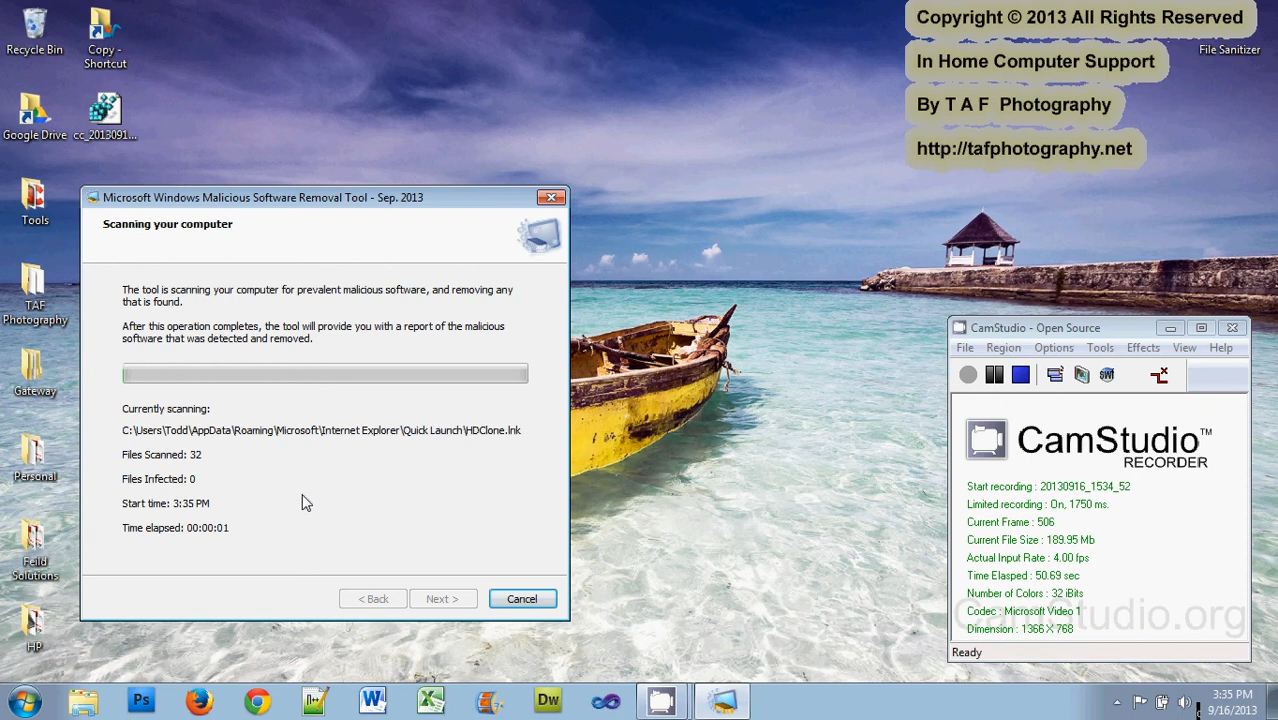 Recycle Bin
Copy -
Shortcut
Google Drive
cc_2013091...
Tools
TAF
Photography
Gateway
Personal
Feild
Solutions
HP
Copyright © 2013 All Rights Reserved
In Home Computer Support
By T A F Photography
http://tafphotography.net
File Sanitizer
Microsoft Windows Malicious Software Removal Tool - Sep. 2013
Scanning your computer
The tool is scanning your computer for prevalent malicious software, and removing any
that is found.
After this operation completes, the tool will provide you with a report of the malicious
software that was detected and removed.
Currently scanning:
C:\Users\Todd\AppData\Roaming\Microsoft\Internet Explorer\Quick Launch\HDClone.lnk
Files Scanned: 32
Files Infected: 0
Start time: 3:35 PM
Time elapsed: 00:00:01
< Back
Next >
Cancel
CamStudio - Open Source
File Region Options Tools Effects View Help
SWF
CamStudio™
RECORDER
Start recording : 20130916_1534_52
Limited recording : On, 1750 ms.
Current Frame : 506
Current File Size : 189.95 Mb
Actual Input Rate : 4.00 fps
Time Elasped : 50.69 sec
Number of Colors : 32 iBits
Codec : Microsoft Video 1
Dimension : 1366 X 768
CamStudio.org
Ready
Ps
Dw
3:35 PM
9/16/2013